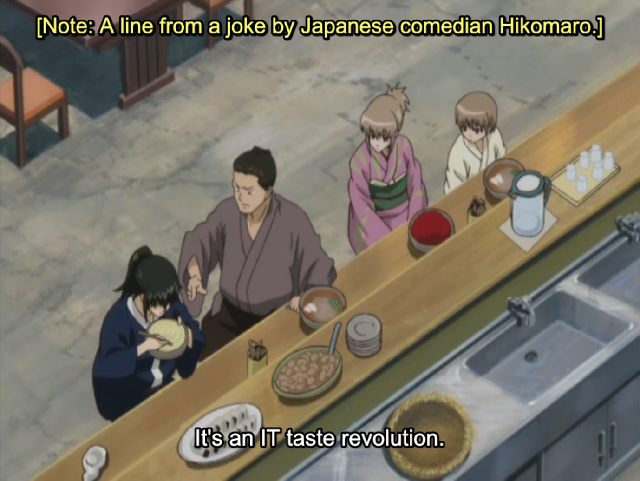 [Note: A line from a joke by Japanese comedian Hikomaro.]
It's an IT taste revolution.